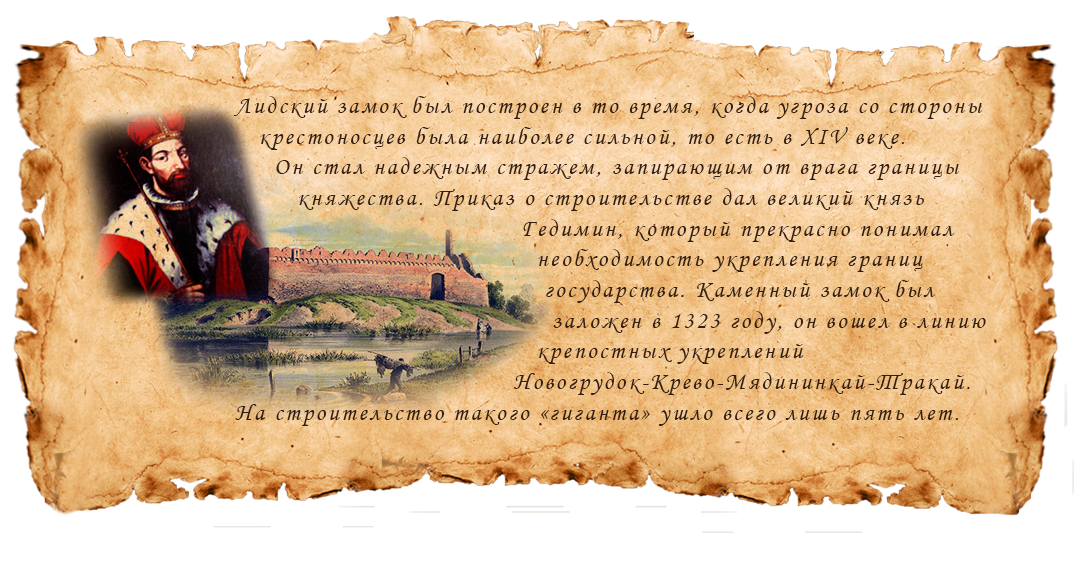 Лидский замок был построен в то время, когда угроза со стороны
крестоносцев была наиболее сильной, то есть в XIV веке.
Он стал надежным стражем, запирающим от врага границы
княжества. Приказ о строительстве дал великий князь
Гедимин, который прекрасно понимал
необходимость укрепления границ
государства. Каменный замок был
заложен в 1323 году, он вошел в линию
крепостных укреплений
Новогрудок-Крево-Мядининкай-Тракай.
На строительство такого «гиганта» ушло всего лишь пять лет.